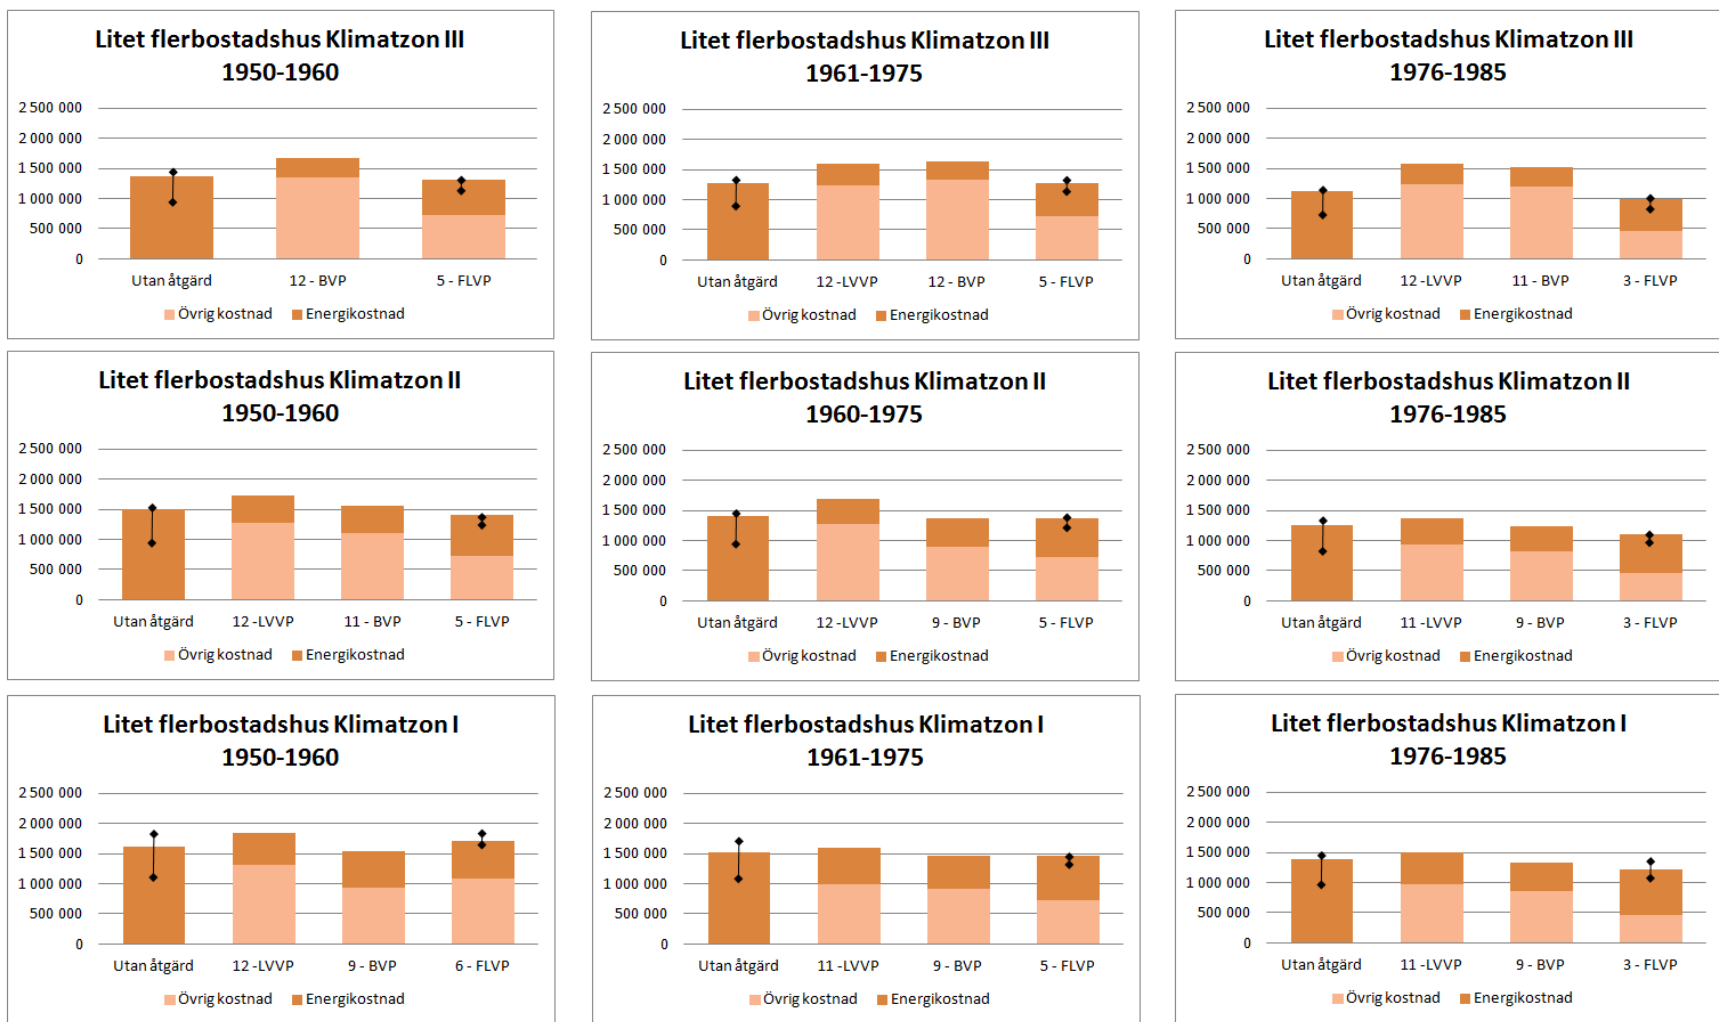 Litet flerbostadshus Klimatzon III
1950-1960
2 500 000
2 000 000
1 500 000
1 000 000
500 000
0
Utan åtgärd 12 - BVP 5 - FLVP
Övrig kostnad Energikostnad
Litet flerbostadshus Klimatzon III
1961-1975
2 500 000
2 000 000
1 500 000
1 000 000
500 000
0
Utan åtgärd 12 -LVVP 12 - BVP 5 - FLVP
Övrig kostnad Energikostnad
Litet flerbostadshus Klimatzon III
1976-1985
2 500 000
2 000 000
1 500 000
1 000 000
500 000
0
Utan åtgärd 12 -LVVP 11 - BVP 3 - FLVP
Övrig kostnad Energikostnad
Litet flerbostadshus Klimatzon II
1950-1960
2 500 000
2 000 000
1 500 000
1 000 000
500 000
0
Utan åtgärd 12 -LVVP 11 - BVP 5 - FLVP
Övrig kostnad Energikostnad
Litet flerbostadshus Klimatzon II
1960-1975
2 500 000
2 000 000
1 500 000
1 000 000
500 000
0
Utan åtgärd 12 -LVVP 9 - BVP 5 - FLVP
Övrig kostnad Energikostnad
Litet flerbostadshus Klimatzon II
1976-1985
2 500 000
2 000 000
1 500 000
1 000 000
500 000
0
Utan åtgärd 11 -LVVP 9 - BVP 3 - FLVP
Övrig kostnad Energikostnad
Litet flerbostadshus Klimatzon I
1950-1960
2 500 000
2 000 000
1 500 000
1 000 000
500 000
0
Utan åtgärd 12 -LVVP 9 - BVP 6 - FLVP
Övrig kostnad Energikostnad
Litet flerbostadshus Klimatzon I
1961-1975
2 500 000
2 000 000
1 500 000
1 000 000
500 000
0
Utan åtgärd 11 -LVVP 9 - BVP 5 - FLVP
Övrig kostnad Energikostnad
Litet flerbostadshus Klimatzon I
1976-1985
2 500 000
2 000 000
1 500 000
1 000 000
500 000
0
Utan åtgärd 11 -LVVP 9 - BVP 3 - FLVP
Övrig kostnad Energikostnad